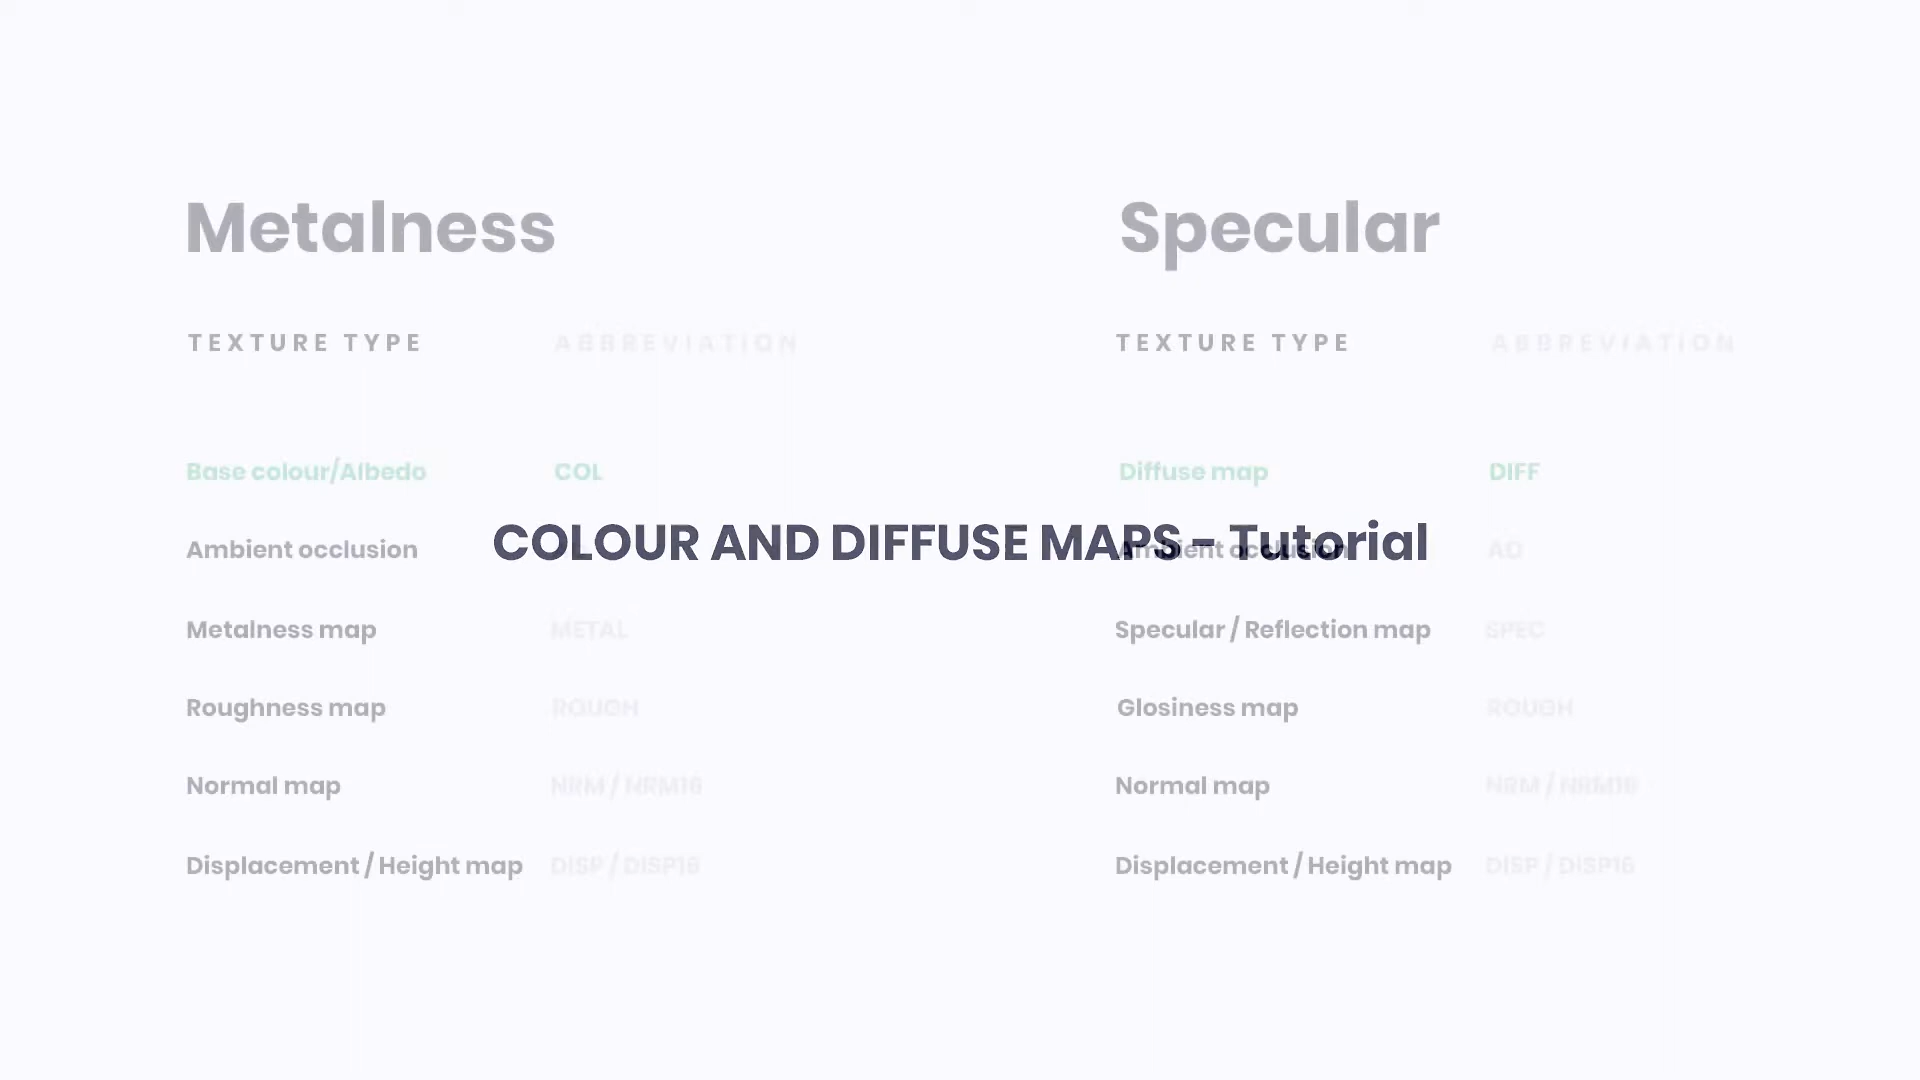 Metalness
TEXTURE TYPE ABBREVIATION
Base colour/Albedo COL
Ambient occlusion
Metalness map METAL
Roughness map ROUGH
Normal map NRM / NRM16
Displacement / Height map DISP / DISP16
COLOUR AND DIFFUSE MAPS - Tutorial
Specular
TEXTURE TYPE ABBREVIATION
Diffuse map DIFF
Ambient occlusion AO
Specular / Reflection map SPEC
Glosiness map ROUGH
Normal map NRM / NRM16
Displacement / Height map DISP / DISP16